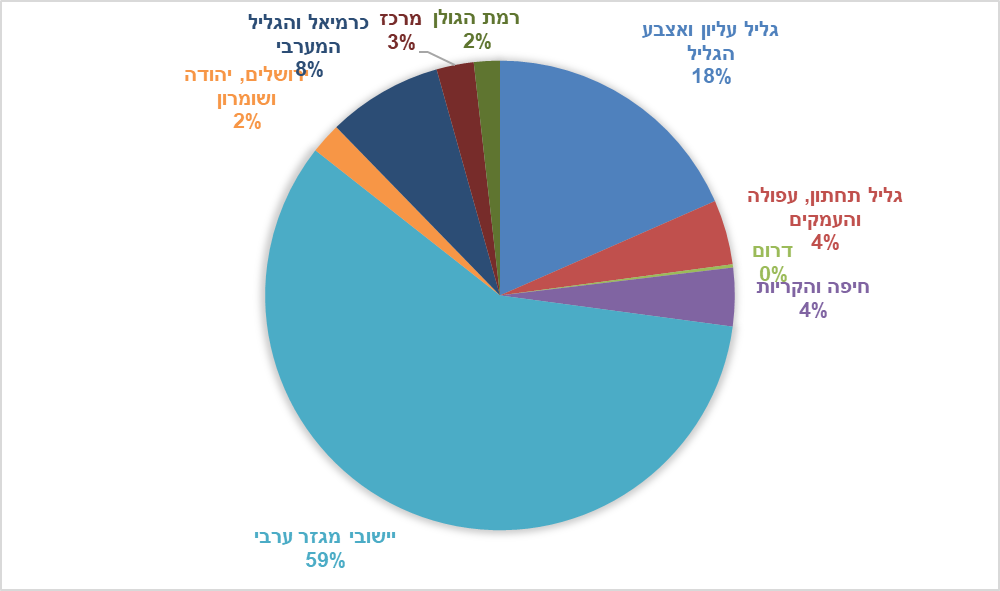 גליל עליון ואצבע
הגליל
18%
גליל תחתון, עפולה
והעמקים
4%
דרום
0%
חיפה והקריות
4%
יישובי מגזר ערבי
59%
ירושלים, יהודה
ושומרון
2%
כרמיאל והגליל
המערבי
8%
מרכז
3%
רמת הגולן
2%